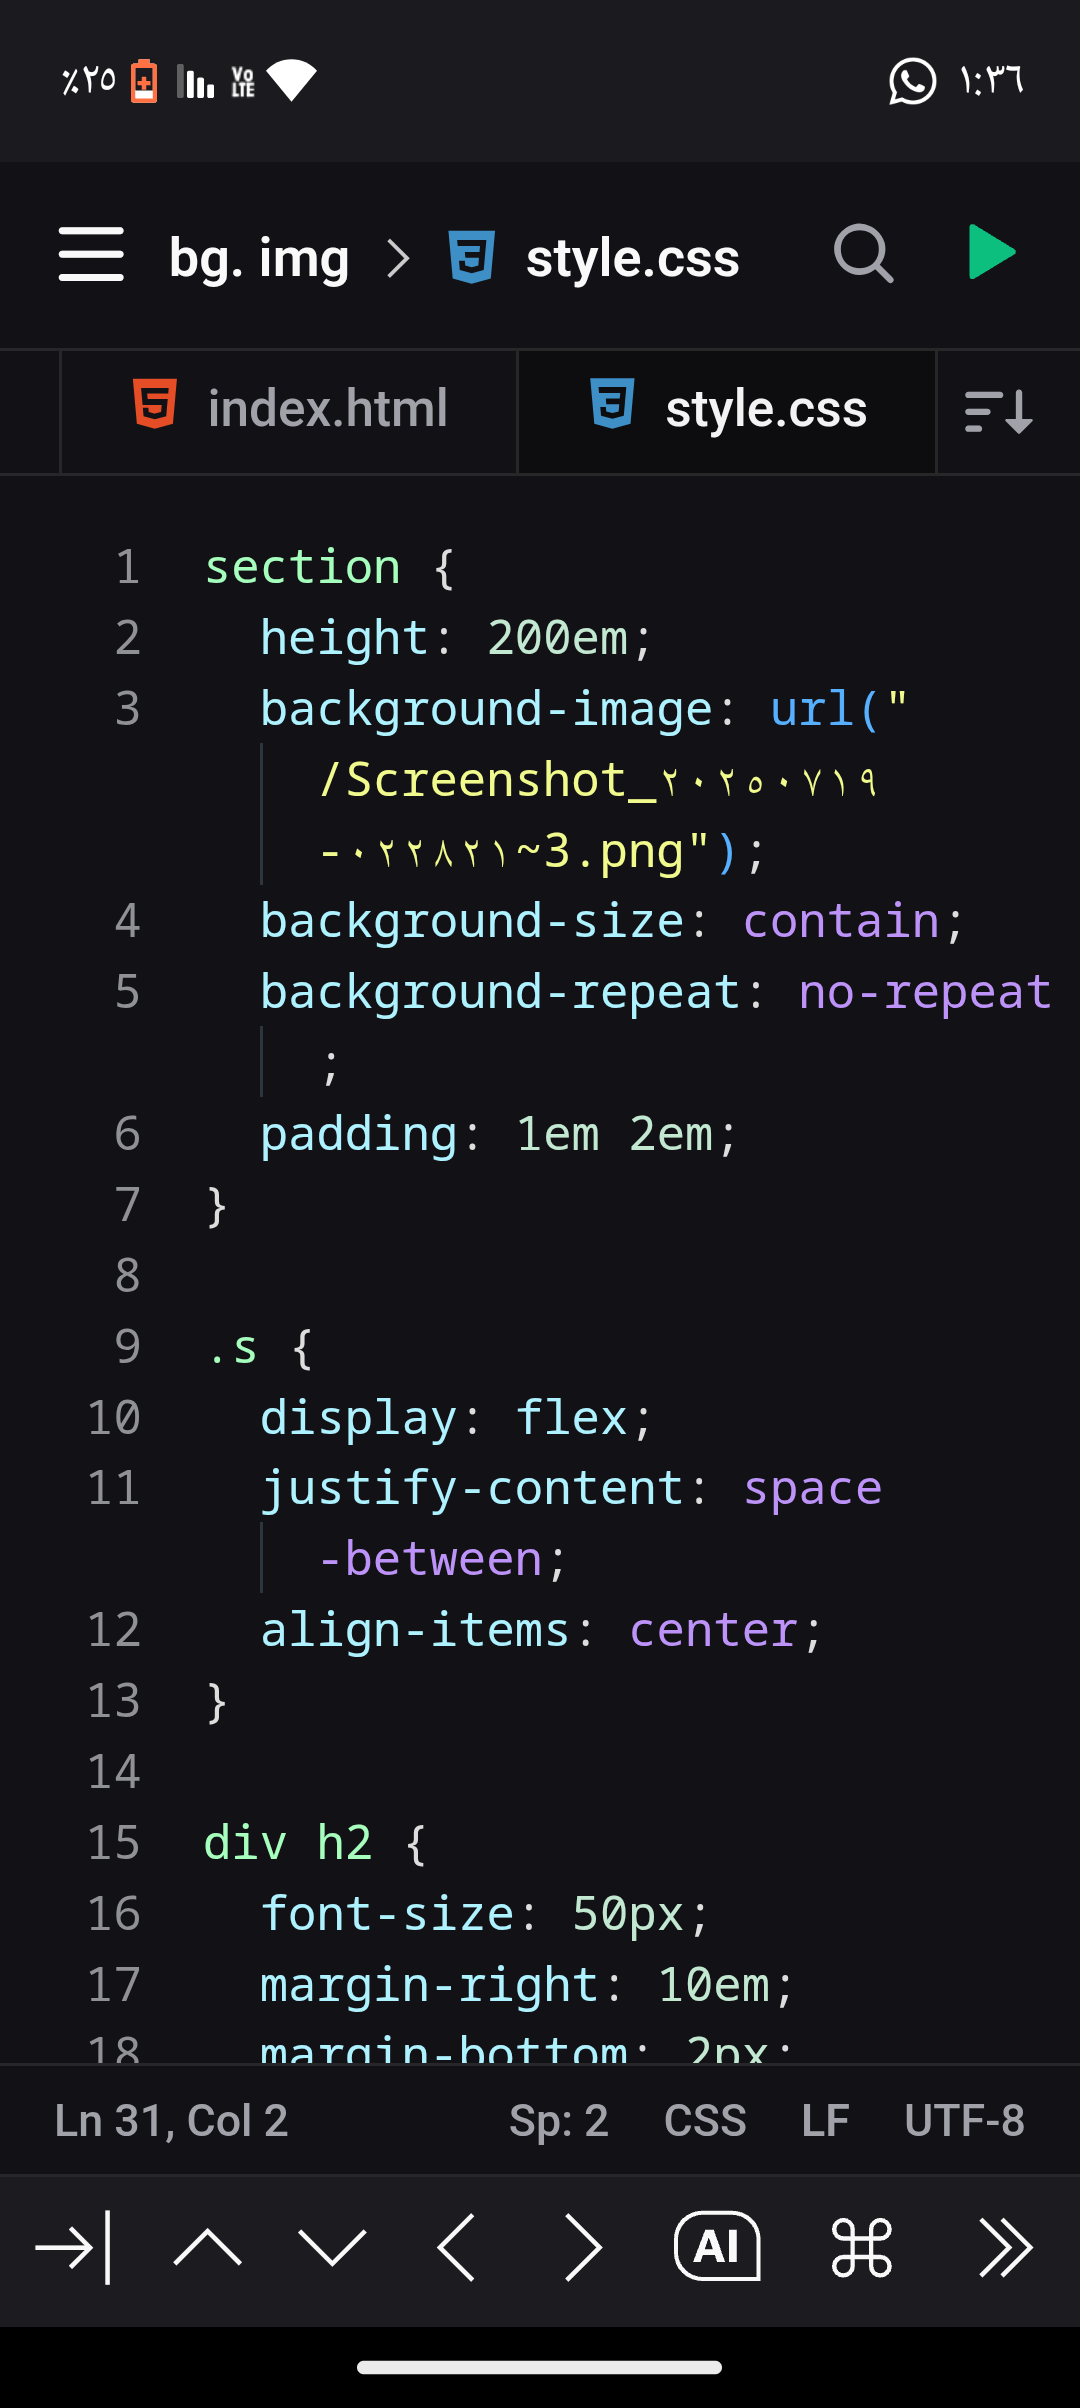 ٪٢٥ Vo LTE ١:٣٦
bg. img style.css
index.html style.css
1 section {
2 height: 200em;
3 background-image: url("
/Screenshot_٢٠٢٥٠٧١٩
-٠٢٢٨٢١~3.png");
4 background-size: contain;
5 background-repeat: no-repeat
;
6 padding: 1em 2em;
7 }
8
9 .s {
10 display: flex;
11 justify-content: space
-between;
12 align-items: center;
13 }
14
15 div h2 {
16 font-size: 50px;
17 margin-right: 10em;
18 margin-bottom: 2px;
Ln 31, Col 2 Sp: 2 CSS LF UTF-8
AI